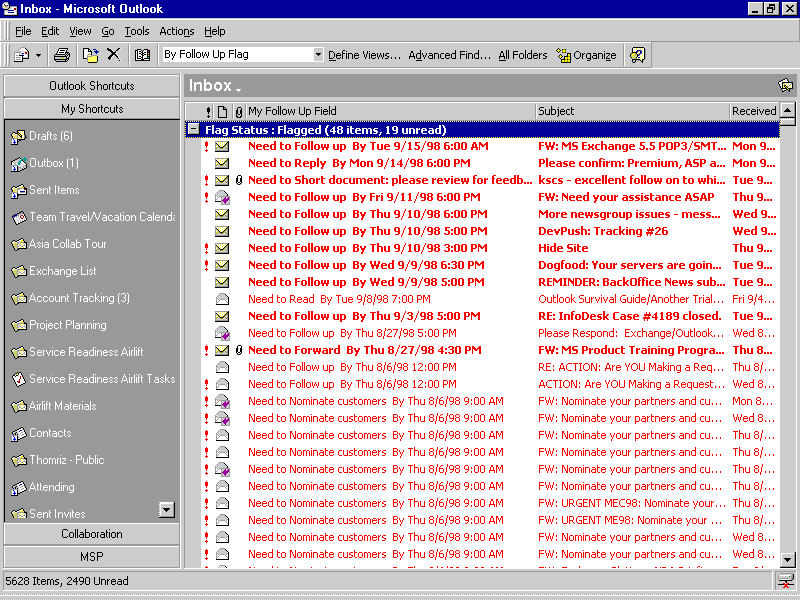 Inbox - Microsoft Outlook
File Edit View Go Tools Actions Help
By Follow Up Flag Define Views... Advanced Find... All Folders Organize
Outlook Shortcuts
My Shortcuts
Drafts (6)
Outbox (1)
Sent Items
Team Travel/Vacation Calenda
Asia Collab Tour
Exchange List
Account Tracking (3)
Project Planning
Service Readiness Airlift
Service Readiness Airlift Tasks
Airlift Materials
Contacts
Thomriz - Public
Attending
Sent Invites
Collaboration
MSP
Inbox
! My Follow Up Field Subject Received
Flag Status : Flagged (48 items, 19 unread)
Need to Follow up By Tue 9/15/98 6:00 AM FW: MS Exchange 5.5 POP3/SMT... Mon 9...
Need to Reply By Mon 9/14/98 6:00 PM Please confirm: Premium, ASP a... Mon 9...
Need to Short document: please review for feedb... kscs - excellent follow on to whi... Tue 9...
Need to Follow up By Fri 9/11/98 6:00 PM FW: Need your assistance ASAP Thu 9...
Need to Follow up By Thu 9/10/98 6:00 PM More newsgroup issues - mess... Wed 9...
Need to Follow up By Thu 9/10/98 5:00 PM DevPush: Tracking #26 Wed 9...
Need to Follow up By Thu 9/10/98 3:00 PM Hide Site Thu 9...
Need to Follow up By Wed 9/9/98 6:30 PM Dogfood: Your servers are goin... Tue 9...
Need to Follow up By Wed 9/9/98 5:00 PM REMINDER: BackOffice News sub... Tue 9...
Need to Read By Tue 9/8/98 7:00 PM Outlook Survival Guide/Another Trial... Fri 9/4...
Need to Follow up By Thu 9/3/98 5:00 PM RE: InfoDesk Case #4189 closed. Tue 9...
Need to Follow up By Thu 8/27/98 5:00 PM Please Respond: Exchange/Outlook... Wed 8...
Need to Forward By Thu 8/27/98 4:30 PM FW: MS Product Training Progra... Thu 8...
Need to Follow up By Thu 8/6/98 12:00 PM RE: ACTION: Are YOU Making a Requ... Thu 8/...
Need to Follow up By Thu 8/6/98 12:00 PM ACTION: Are YOU Making a Request... Wed 8...
Need to Nominate customers By Thu 8/6/98 9:00 AM FW: Nominate your partners and cu... Mon 8...
Need to Nominate customers By Thu 8/6/98 9:00 AM FW: Nominate your partners and cu... Wed 8...
Need to Nominate customers By Thu 8/6/98 9:00 AM FW: Nominate your partners and cu... Thu 8/...
Need to Nominate customers By Thu 8/6/98 9:00 AM FW: Nominate your partners and cu... Thu 8/...
Need to Nominate customers By Thu 8/6/98 9:00 AM FW: Nominate your partners and cu... Thu 8/...
Need to Nominate customers By Thu 8/6/98 9:00 AM FW: Nominate your partners and cu... Thu 8/...
Need to Nominate customers By Thu 8/6/98 9:00 AM FW: URGENT MEC98: Nominate your... Thu 8/...
Need to Nominate customers By Thu 8/6/98 9:00 AM FW: URGENT ME98: Nominate your ... Thu 8/...
Need to Nominate customers By Thu 8/6/98 9:00 AM FW: Nominate your partners and cu... Wed 8...
Need to Nominate customers By Thu 8/6/98 9:00 AM FW: Nominate your partners and cu... Wed 8...
5628 Items, 2490 Unread